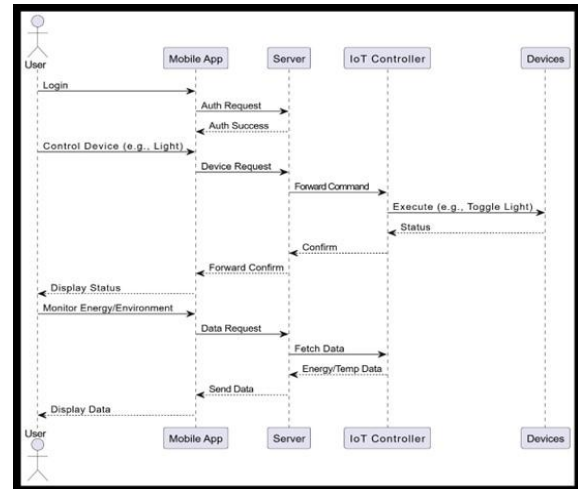 User
Mobile App
Server
IoT Controller
Devices
Login
Auth Request
Auth Success
Control Device (e.g., Light)
Device Request
Forward Command
Execute (e.g., Toggle Light)
Status
Confirm
Forward Confirm
Display Status
Monitor Energy/Environment
Data Request
Fetch Data
Energy/Temp Data
Send Data
Display Data
User
Mobile App
Server
IoT Controller
Devices